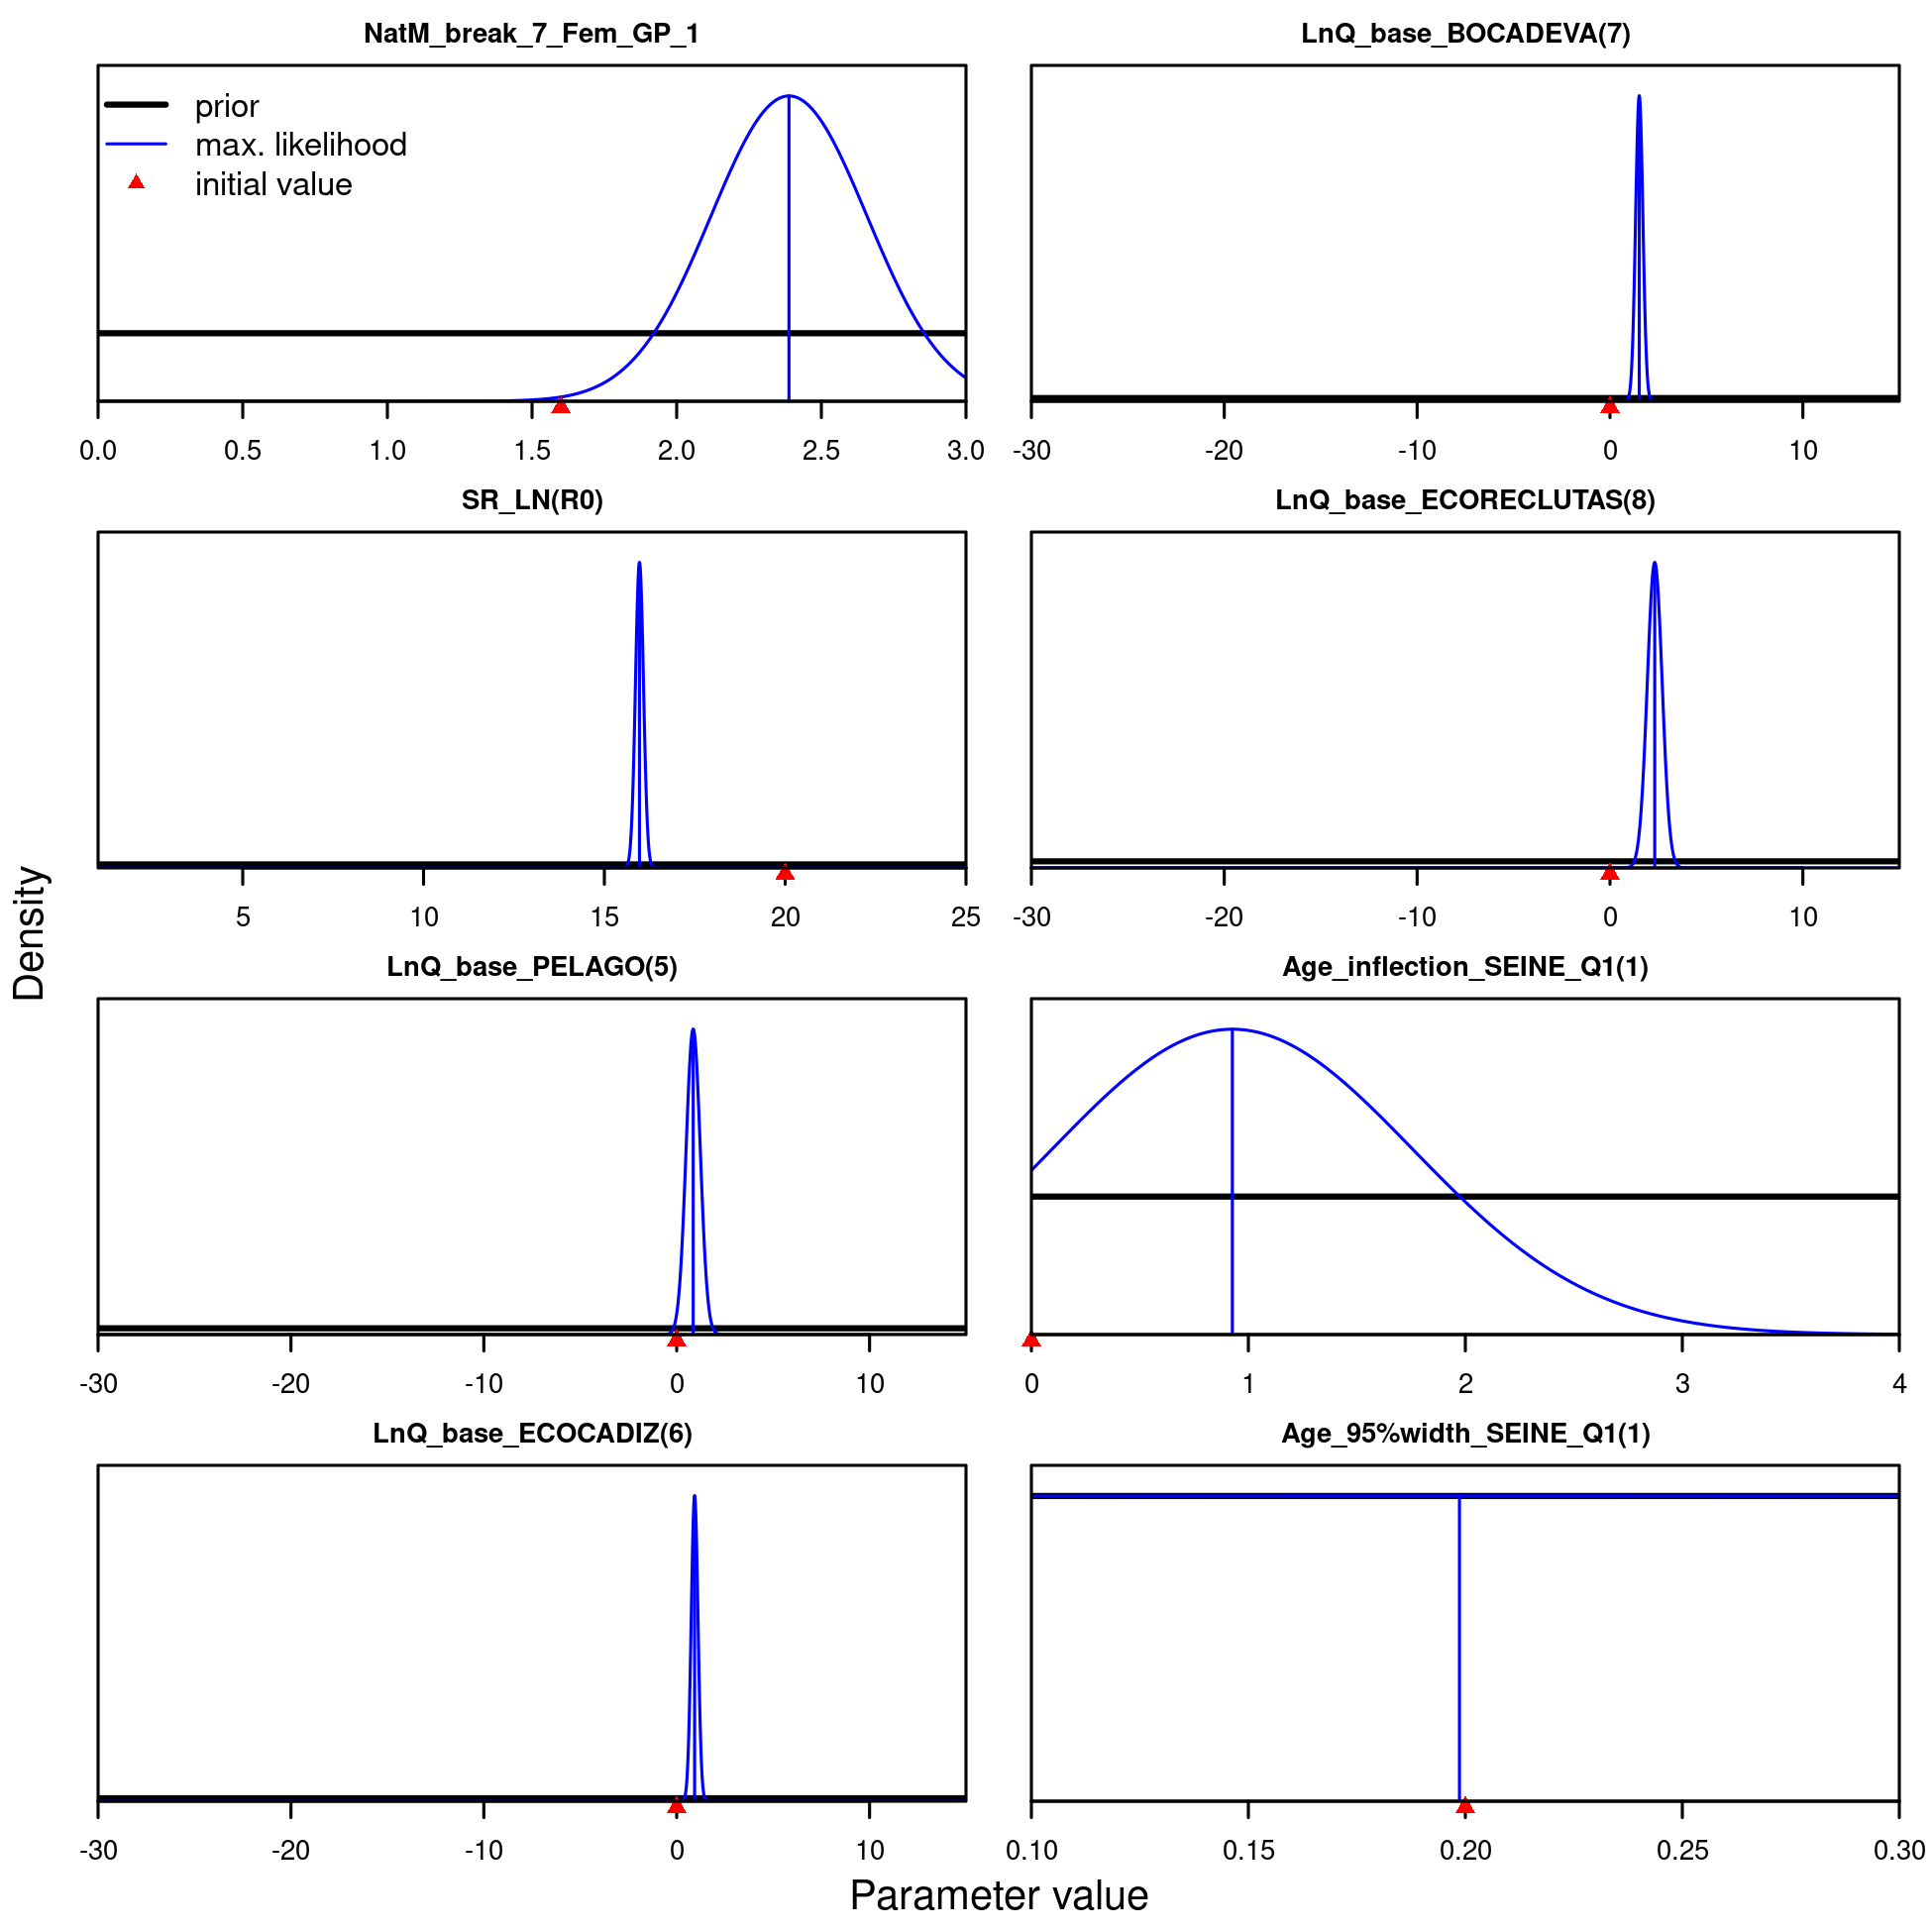 NatM_break_7_Fem_GP_1
prior
max. likelihood
initial value
0.0 0.5 1.0 1.5 2.0 2.5 3.0
LnQ_base_BOCADEVA(7)
-30 -20 -10 0 10
SR_LN(R0)
5 10 15 20 25
LnQ_base_ECORECLUTAS(8)
-30 -20 -10 0 10
LnQ_base_PELAGO(5)
-30 -20 -10 0 10
Age_inflection_SEINE_Q1(1)
0 1 2 3 4
LnQ_base_ECOCADIZ(6)
-30 -20 -10 0 10
Age_95%width_SEINE_Q1(1)
0.10 0.15 0.20 0.25 0.30
Density
Parameter value